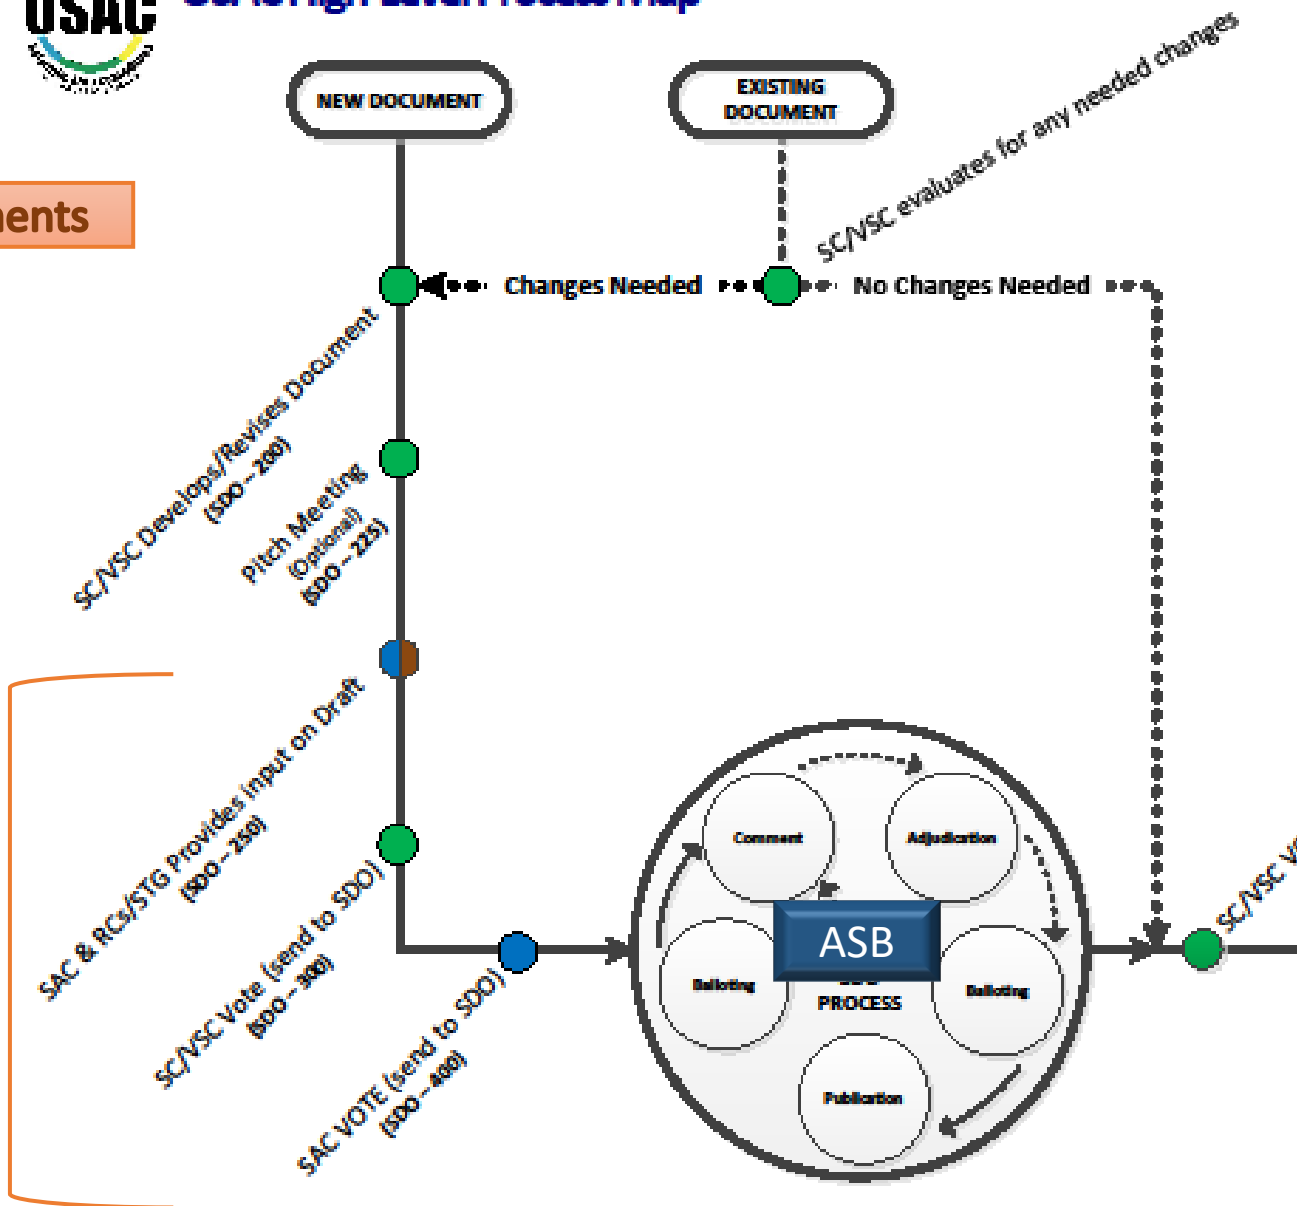 NEW DOCUMENT
EXISTING
DOCUMENT
SC/VSC evaluates for any needed changes
Changes Needed
No Changes Needed
SC/VSC Develops/Revises Document
(SDO – 200)
Pitch Meeting
(Optional)
(SDO – 225)
SAC & RCs/STG Provides input on Draft
(SDO – 250)
SC/VSC Vote (send to SDO)
(SDO – 300)
SAC VOTE (send to SDO)
(SDO – 400)
Comment
Adjudication
ASB
PROCESS
Balloting
Balloting
Publication
SC/VSC